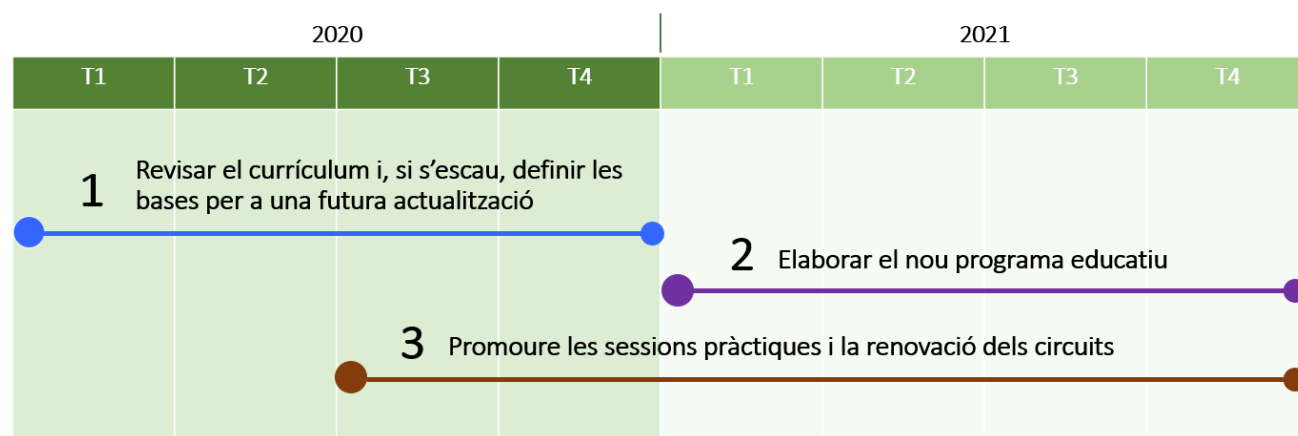 2020 2021
T1 T2 T3 T4 T1 T2 T3 T4
1 Revisar el currículum i, si s’escau, definir les
bases per a una futura actualització
2 Elaborar el nou programa educatiu
3 Promoure les sessions pràctiques i la renovació dels circuits